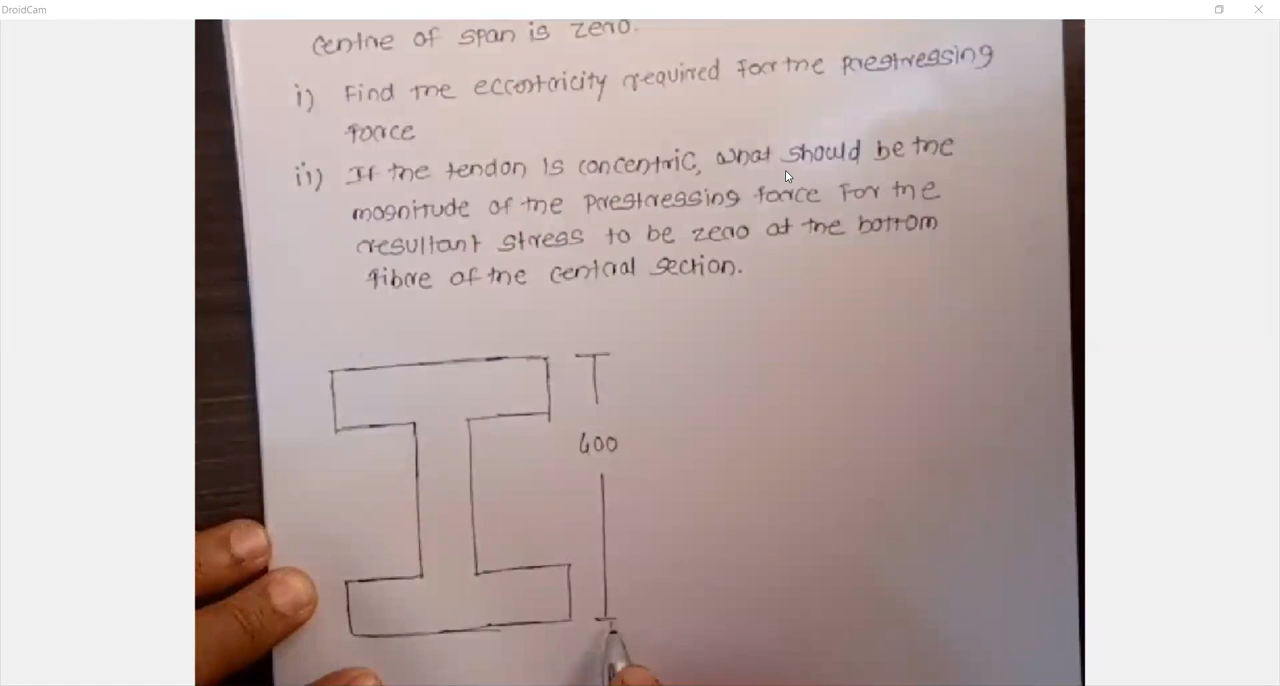 DroidCam
centre of span is zero.
i) Find the eccentricity required for the prestressing
force
ii) If the tendon is concentric, what should be the
magnitude of the prestressing force for the
resultant stress to be zero at the bottom
fibre of the central section.
400